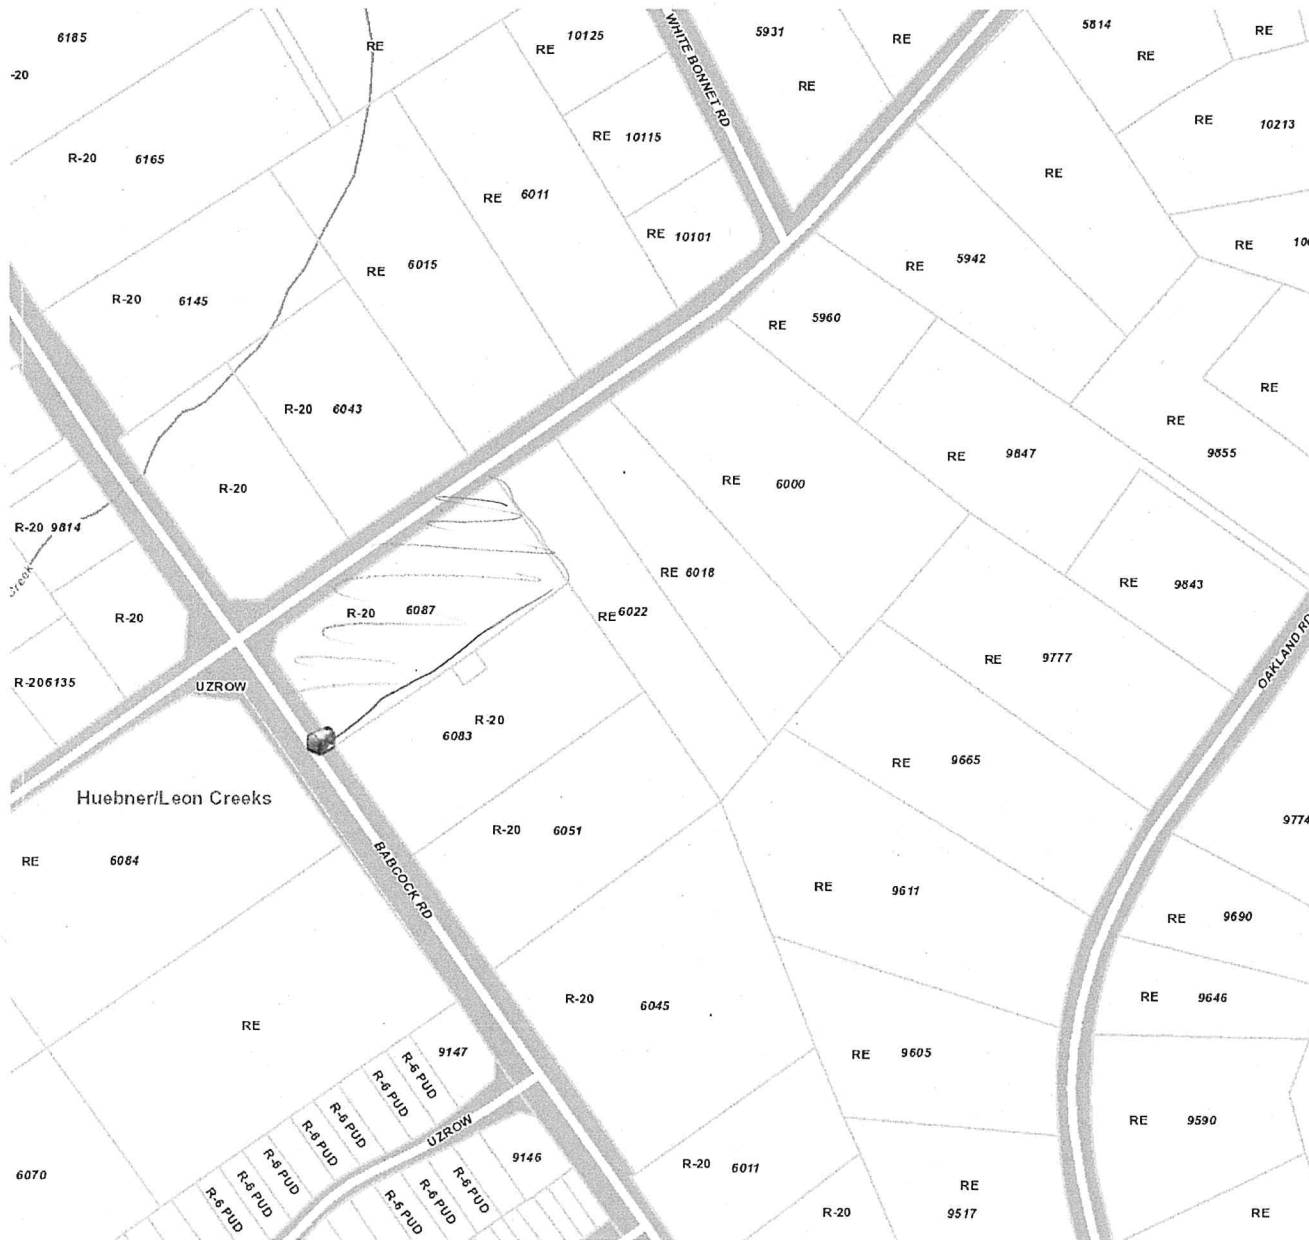 6185
RE
RE 10125
WHITE BONNET RD
5931
RE
5814
RE
RE
-20
RE
RE 10115
RE
10213
R-20 6165
RE
RE 6011
RE 10101
RE
RE 6015
RE 5942
R-20 6145
RE 5960
RE
R-20 6043
RE
9855
RE 9847
R-20
RE 6000
R-20 9814
Creek
RE 6018
RE 9843
R-20
R-20 6087
RE 6022
OAKLAND RD
R-20 6135
UZROW
RE 9777
R-20
6083
RE 9665
Huebner/Leon Creeks
R-20 6051
9774
RE 6084
BABCOCK RD
RE 9611
RE 9690
R-20 6045
RE 9646
RE
9147
RE 9605
R-6 PUD
R-6 PUD
R-6 PUD
R-6 PUD
R-6 PUD
R-6 PUD
R-6 PUD
UZROW
RE 9590
9146
R-6 PUD
R-6 PUD
R-6 PUD
6070
R-20 6011
RE
9517
R-20
RE